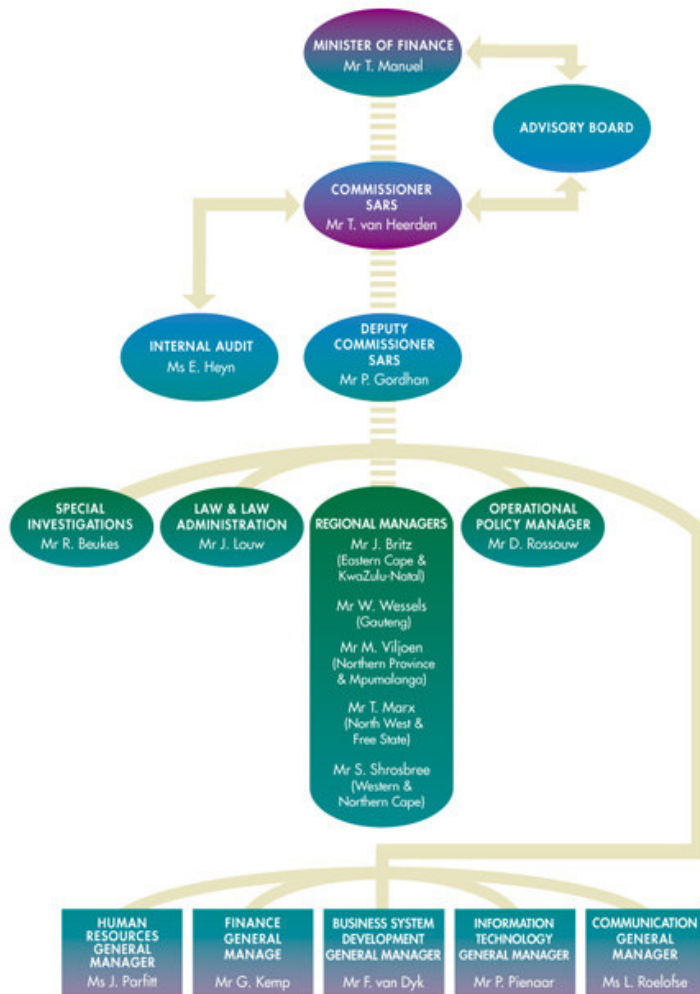 MINISTER OF FINANCE
Mr T. Manuel
ADVISORY BOARD
COMMISSIONER
SARS
Mr T. van Heerden
INTERNAL AUDIT
Ms E. Heyn
DEPUTY
COMMISSIONER
SARS
Mr P. Gordhan
SPECIAL
INVESTIGATIONS
Mr R. Beukes
LAW & LAW
ADMINISTRATION
Mr J. Louw
REGIONAL MANAGERS
Mr J. Britz
(Eastern Cape &
KwaZulu-Natal)
Mr W. Wessels
(Gauteng)
Mr M. Viljoen
(Northern Province
& Mpumalanga)
Mr T. Marx
(North West &
Free State)
Mr S. Shrosbree
(Western &
Northern Cape)
OPERATIONAL
POLICY MANAGER
Mr D. Rossouw
HUMAN
RESOURCES
GENERAL
MANAGER
Ms J. Parfitt
FINANCE
GENERAL
MANAGE
Mr G. Kemp
BUSINESS SYSTEM
DEVELOPMENT
GENERAL MANAGER
Mr F. van Dyk
INFORMATION
TECHNOLOGY
GENERAL MANAGER
Mr P. Pienaar
COMMUNICATION
GENERAL
MANAGER
Ms L. Roelofse